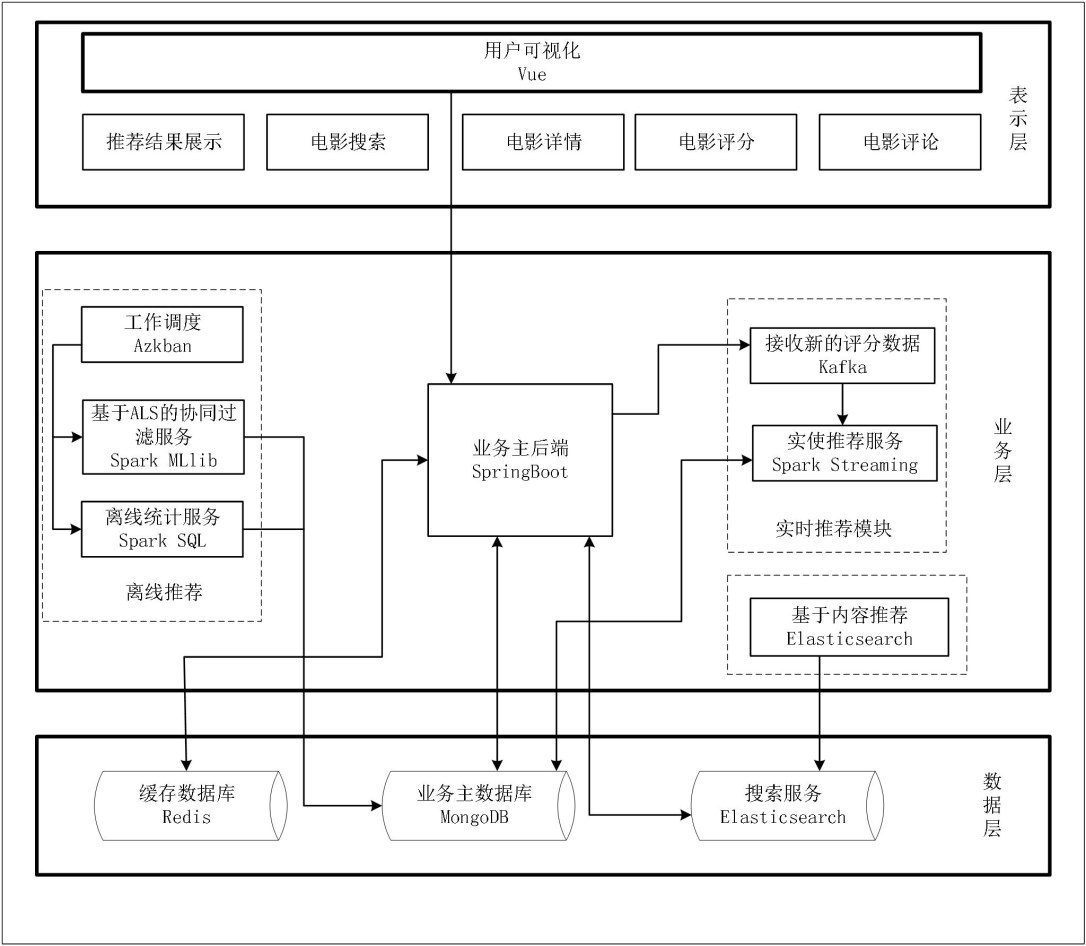 用户可视化
Vue
表示层
推荐结果展示
电影搜索
电影详情
电影评分
电影评论
工作调度
Azkban
基于ALS的协同过
滤服务
Spark MLlib
离线统计服务
Spark SQL
离线推荐
业务主后端
SpringBoot
接收新的评分数据
Kafka
实使推荐服务
Spark Streaming
实时推荐模块
基于内容推荐
Elasticsearch
业务层
缓存数据库
Redis
业务主数据库
MongoDB
搜索服务
Elasticsearch
数据层